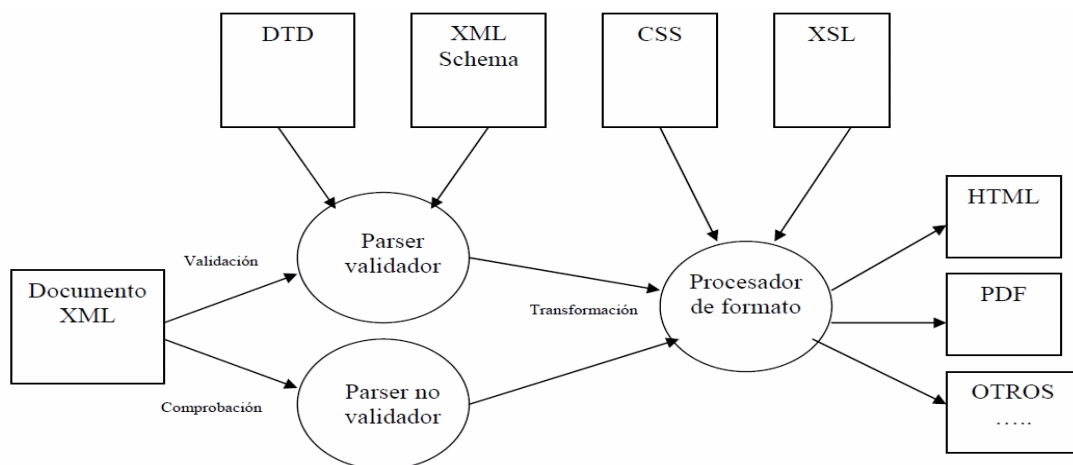 DTD
XML
Schema
CSS
XSL
HTML
Parser
validador
Validación
Documento
XML
Procesador
de formato
Transformación
PDF
Parser no
validador
Comprobación
OTROS
.....